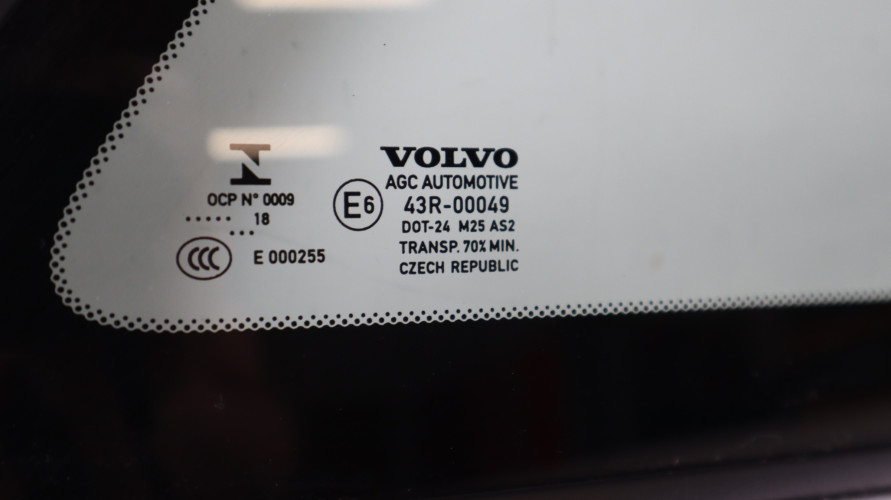 N
OCP N° 0009
...... 18
...
CCC E 000255
E6
VOLVO
AGC AUTOMOTIVE
43R-00049
DOT-24 M25 AS2
TRANSP. 70% MIN.
CZECH REPUBLIC